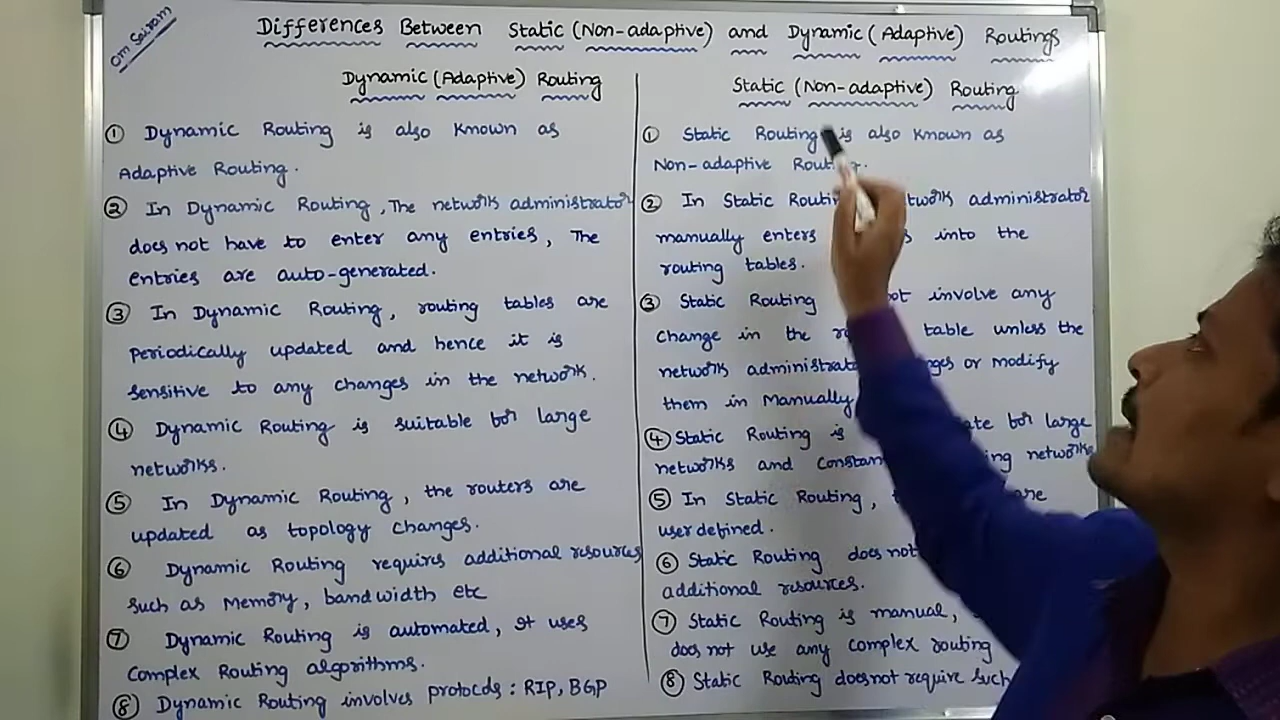 Om Sairam
Differences Between Static (Non-adaptive) and Dynamic (Adaptive) Routings
Dynamic (Adaptive) Routing
① Dynamic Routing is also known as
Adaptive Routing.
② In Dynamic Routing, The network administrator
does not have to enter any entries, The
entries are auto-generated.
③ In Dynamic Routing, routing tables are
periodically updated and hence it is
sensitive to any changes in the network.
④ Dynamic Routing is suitable for large
networks.
⑤ In Dynamic Routing, the routers are
updated as topology changes.
⑥ Dynamic Routing requires additional resources
such as Memory, bandwidth etc
⑦ Dynamic Routing is automated, It uses
Complex Routing algorithms.
⑧ Dynamic Routing involves protocols : RIP, BGP
Static (Non-adaptive) Routing
① Static Routing is also known as
Non-adaptive Routing.
② In Static administrator
manually enters into the
routing tables.
③ Static Routing involve any
change in the table unless the
network or modify
them in Manually
④ Static Routing is for large
networks and networks
⑤ In Static Routing, are
user defined.
⑥ Static Routing does not
additional resources.
⑦ Static Routing is manual,
does not use any complex routing
⑧ Static Routing does not require such